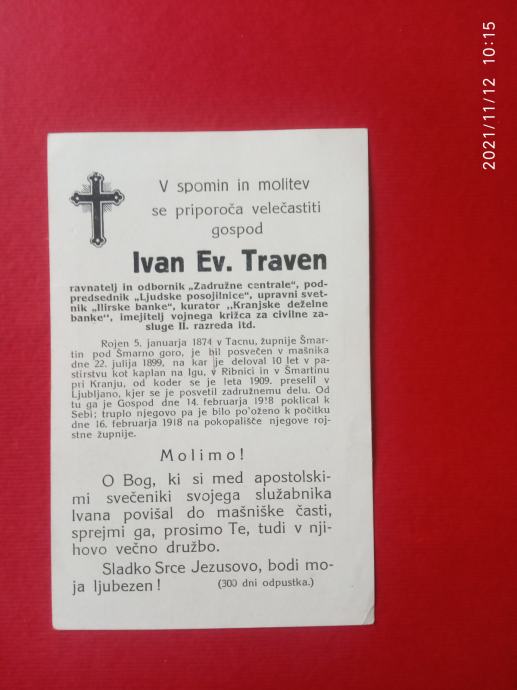 2021/11/12 10:15
V spomin in molitev
se priporoča velečastiti
gospod
Ivan Ev. Traven
ravnatelj in odbornik „Zadružne centrale“, pod-
predsednik „Ljudske posojilnice“, upravni svet-
nik „Ilirske banke“, kurator „Kranjske deželne
banke“, imejitelj vojnega križca za civilne za-
sluge II. razreda itd.
Rojen 5. januarja 1874 v Tacnu, župnije Šmar-
tin pod Šmarno goro, je bil posvečen v mašnika
dne 22. julija 1899, na kar je deloval 10 let v pa-
stirstvu kot kaplan na Igu, v Ribnici in v Šmartinu
pri Kranju, od koder se je leta 1909. preselil v
Ljubljano, kjer se je posvetil zadružnemu delu. Od
tu ga je Gospod dne 14. februarja 1918 poklical k
Sebi; truplo njegovo pa je bilo po'oženo k počitku
dne 16. februarja 1918 na pokopališče njegove roj-
stne župnije.
Molimo!
O Bog, ki si med apostolski-
mi svečeniki svojega služabnika
Ivana povišal do mašniške časti,
sprejmi ga, prosimo Te, tudi v nji-
hovo večno družbo.
Sladko Srce Jezusovo, bodi mo-
ja ljubezen! (300 dni odpustka.)